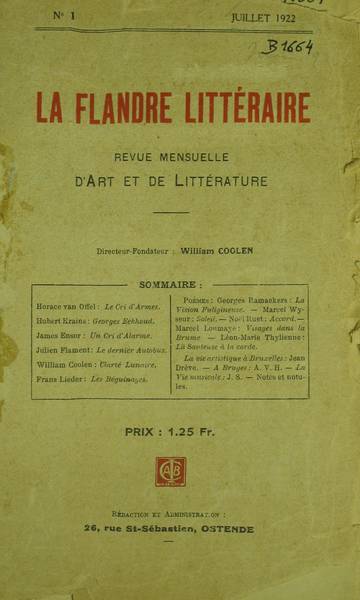 N° 1
JUILLET 1922
B1664
LA FLANDRE LITTÉRAIRE
REVUE MENSUELLE
D'ART ET DE LITTÉRATURE
Directeur-Fondateur : William COOLEN
SOMMAIRE :
Horace van Offel : Le Cri d'Armes.
Hubert Krains : Georges Eekhoud.
James Ensor : Un Cri d'Alarme.
Julien Flament : Le dernier Autobus.
William Coolen : Clarté Lunaire.
Frans Lieder : Les Béguinages.
Poèmes : Georges Ramaekers : La
Vision Fuligineuse. — Marcel Wy-
seur : Soleil. — Noël Ruet : Accord. —
Marcel Loumaye : Visages dans la
Brume — Léon-Marie Thylienne :
La Sauteuse à la corde.
La vie artistique à Bruxelles : Jean
Drève. — A Bruges : A. V. H. — La
Vie musicale : J. S. — Notes et notu-
les.
PRIX : 1.25 Fr.
RÉDACTION ET ADMINISTRATION :
26, rue St-Sébastien, OSTENDE